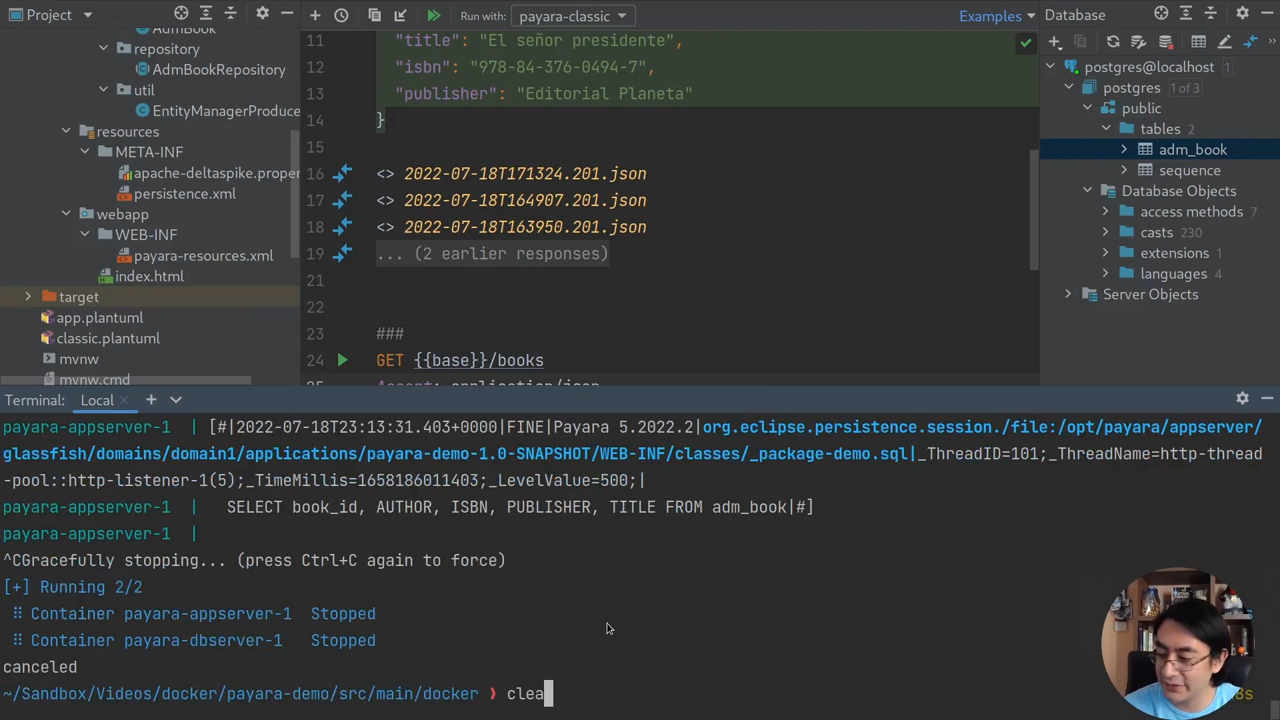 Project
Run with: payara-classic
Examples
Database
AdmBook
repository
AdmBookRepository
util
EntityManagerProduce
resources
META-INF
apache-deltaspike.proper
persistence.xml
webapp
WEB-INF
payara-resources.xml
index.html
target
app.plantuml
classic.plantuml
mvnw
mvnw.cmd
11 "title": "El señor presidente",
12 "isbn": "978-84-376-0494-7",
13 "publisher": "Editorial Planeta"
14 }
15
16 <> 2022-07-18T171324.201.json
17 <> 2022-07-18T164907.201.json
18 <> 2022-07-18T163950.201.json
19 ... (2 earlier responses)
21
22
23 ###
24 GET {{base}}/books
25 Accept: application/json
postgres@localhost 1
postgres 1 of 3
public
tables 2
adm_book
sequence
Database Objects
access methods 7
casts 230
extensions 1
languages 4
Server Objects
Terminal: Local
payara-appserver-1 | [#|2022-07-18T23:13:31.403+0000|FINE|Payara 5.2022.2|org.eclipse.persistence.session./file:/opt/payara/appserver/
glassfish/domains/domain1/applications/payara-demo-1.0-SNAPSHOT/WEB-INF/classes/_package-demo.sql|_ThreadID=101;_ThreadName=http-thread
-pool::http-listener-1(5);_TimeMillis=1658186011403;_LevelValue=500;|
payara-appserver-1 | SELECT book_id, AUTHOR, ISBN, PUBLISHER, TITLE FROM adm_book|#]
payara-appserver-1 |
^CGracefully stopping... (press Ctrl+C again to force)
[+] Running 2/2
⠿ Container payara-appserver-1 Stopped
⠿ Container payara-dbserver-1 Stopped
canceled
~/Sandbox/Videos/docker/payara-demo/src/main/docker ❯ clea